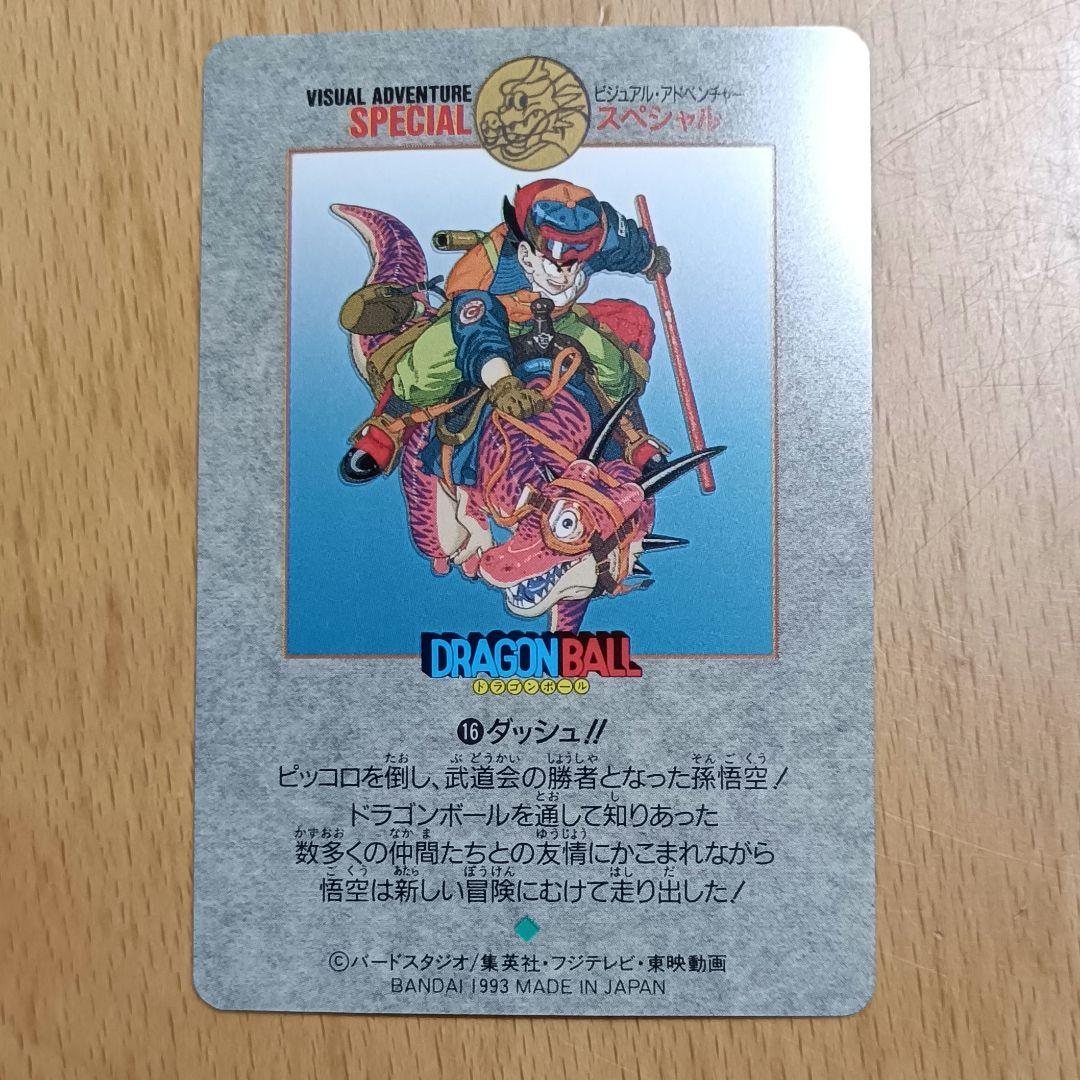 VISUAL ADVENTURE
SPECIAL
ビジュアル・アドベンチャー
スペシャル
DRAGON BALL
ドラゴンボール
16 ダッシュ!!
ピッコロを倒し、武道会の勝者となった孫悟空!
ドラゴンボールを通して知りあった
数多くの仲間たちとの友情にかこまれながら
悟空は新しい冒険にむけて走り出した!
©バードスタジオ/集英社・フジテレビ・東映動画
BANDAI 1993 MADE IN JAPAN